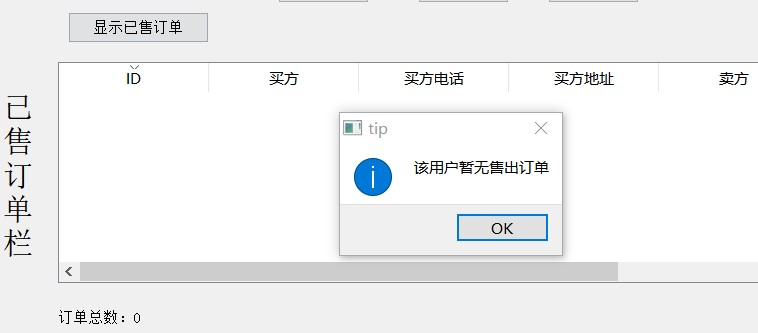 显示已售订单
ID 买方 买方电话 买方地址 卖方
已售订单栏
tip
该用户暂无售出订单
OK
订单总数：0